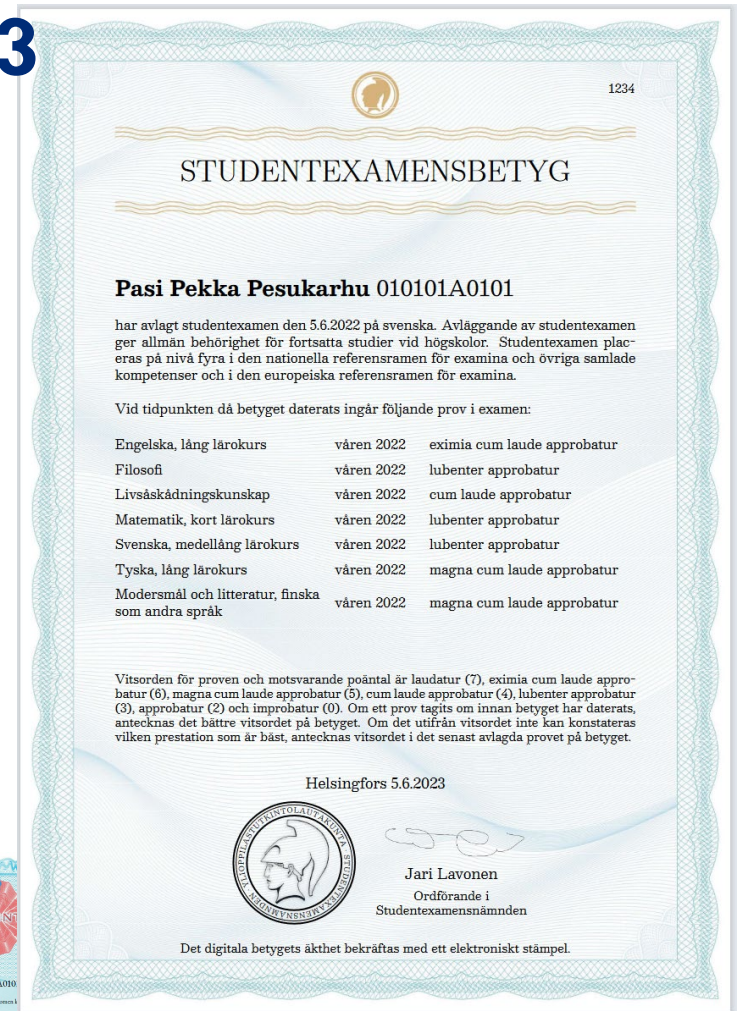 3
1234
STUDENTEXAMENSBETYG
Pasi Pekka Pesukarhu 010101A0101
har avlagt studentexamen den 5.6.2022 på svenska. Avläggande av studentexamen
ger allmän behörighet för fortsatta studier vid högskolor. Studentexamen plac-
eras på nivå fyra i den nationella referensramen för examina och övriga samlade
kompetenser och i den europeiska referensramen för examina.
Vid tidpunkten då betyget daterats ingår följande prov i examen:
Engelska, lång lärokurs våren 2022 eximia cum laude approbatur
Filosofi våren 2022 lubenter approbatur
Livsåskådningskunskap våren 2022 cum laude approbatur
Matematik, kort lärokurs våren 2022 lubenter approbatur
Svenska, medellång lärokurs våren 2022 lubenter approbatur
Tyska, lång lärokurs våren 2022 magna cum laude approbatur
Modersmål och litteratur, finska
som andra språk våren 2022 magna cum laude approbatur
Vitsorden för proven och motsvarande poäntal är laudatur (7), eximia cum laude appro-
batur (6), magna cum laude approbatur (5), cum laude approbatur (4), lubenter approbatur
(3), approbatur (2) och improbatur (0). Om ett prov tagits om innan betyget har daterats,
antecknas det bättre vitsordet på betyget. Om det utifrån vitsordet inte kan konstateras
vilken prestation som är bäst, antecknas vitsordet i det senast avlagda provet på betyget.
Helsingfors 5.6.2023
YLIOPPILASTUTKINTOLAUTAKUNTA · STUDENTEXAMENSNÄMNDEN ·
Jari Lavonen
Ordförande i
Studentexamensnämnden
Det digitala betygets äkthet bekräftas med ett elektroniskt stämpel.